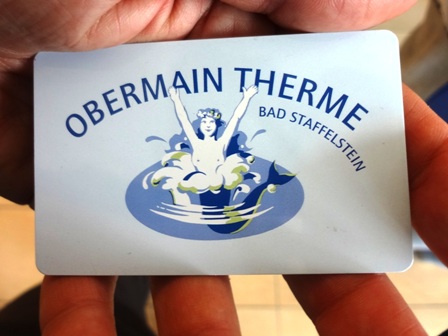 OBERMAIN THERME
BAD STAFFELSTEIN